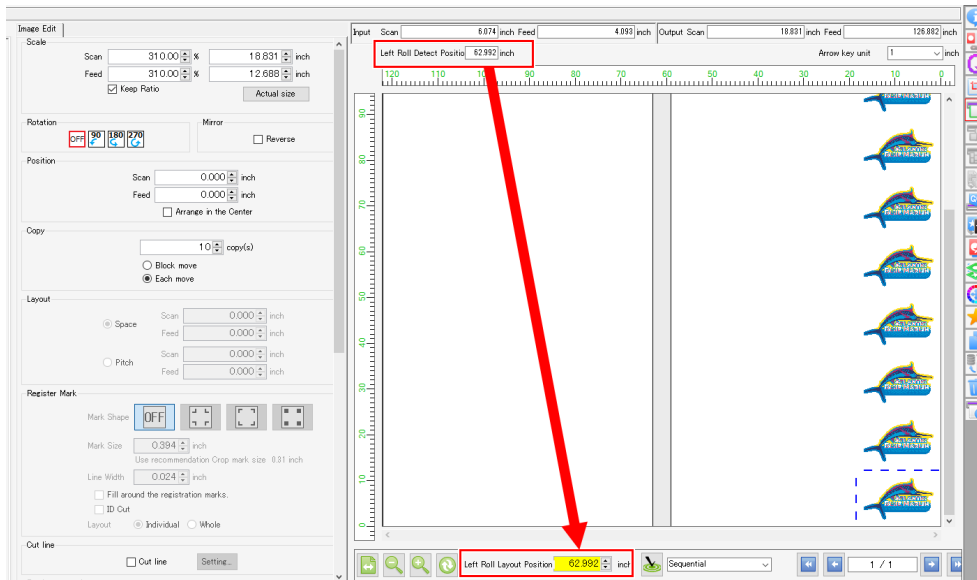 Image Edit
Scale
Scan 310.00 % 18.831 inch
Feed 310.00 % 12.688 inch
Keep Ratio Actual size
Rotation
OFF 90 180 270
Mirror
Reverse
Position
Scan 0.000 inch
Feed 0.000 inch
Arrange in the Center
Copy
10 copy(s)
Block move
Each move
Layout
Space
Scan 0.000 inch
Feed 0.000 inch
Pitch
Scan 0.000 inch
Feed 0.000 inch
Register Mark
Mark Shape OFF
Mark Size 0.394 inch
Use recommendation Crop mark size 0.31 inch
Line Width 0.024 inch
Fill around the registration marks.
ID Cut
Layout Individual Whole
Cut line
Cut line Setting...
Input Scan 6.074 inch Feed 4.093 inch Output Scan 18.831 inch Feed 126.882 inch
Left Roll Detect Positio 62.992 inch Arrow key unit 1 inch
120 110 100 90 80 70 60 50 40 30 20 10 0
90
80
70
60
50
40
30
20
10
0
Left Roll Layout Position 62.992 inch Sequential 1 / 1